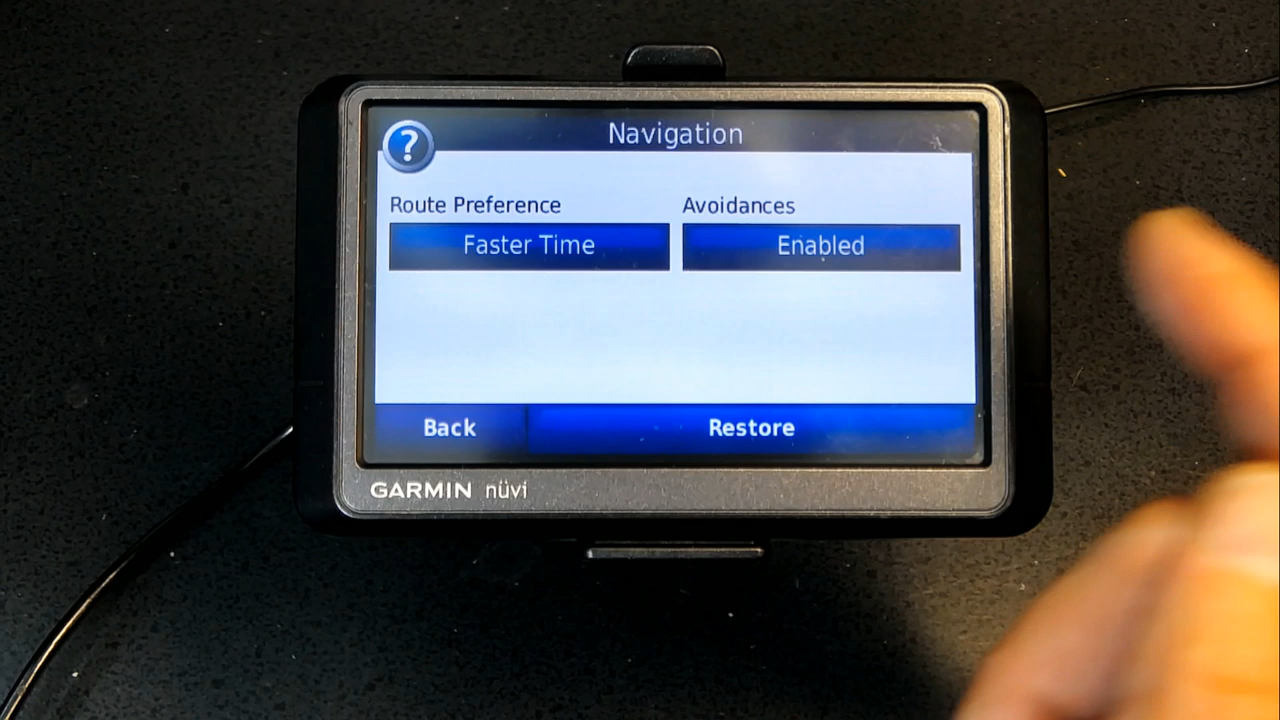 ?
Navigation
Route Preference
Avoidances
Faster Time
Enabled
Back
Restore
GARMIN nüvi